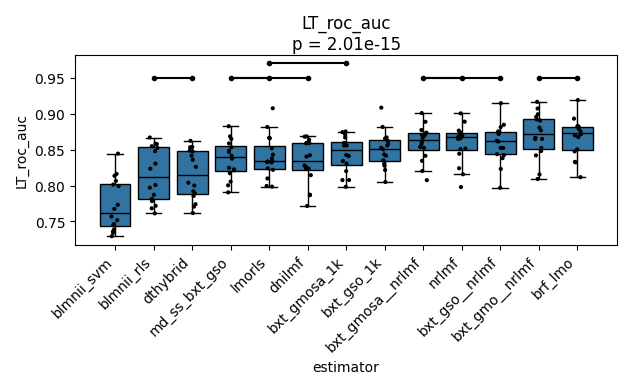 LT_roc_auc
p = 2.01e-15
LT_roc_auc
0.95
0.90
0.85
0.80
0.75
blmnii_svm
blmnii_rls
dthybrid
md_ss_bxt_gso
lmorls
dnilmf
bxt_gmosa_1k
bxt_gso_1k
bxt_gmosa__nrlmf
nrlmf
bxt_gso__nrlmf
bxt_gmo__nrlmf
brf_lmo
estimator